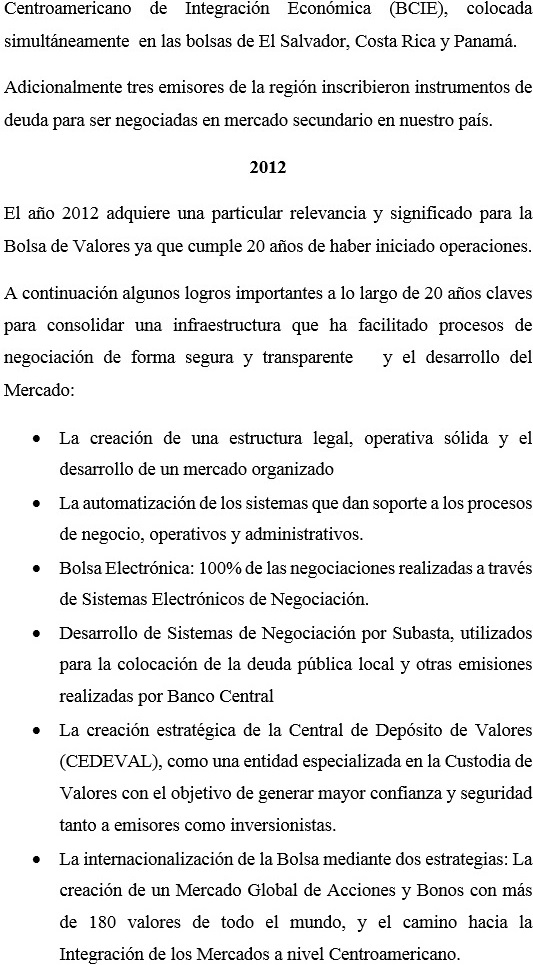 Centroamericano de Integración Económica (BCIE), colocada
simultáneamente en las bolsas de El Salvador, Costa Rica y Panamá.
Adicionalmente tres emisores de la región inscribieron instrumentos de
deuda para ser negociadas en mercado secundario en nuestro país.
2012
El año 2012 adquiere una particular relevancia y significado para la
Bolsa de Valores ya que cumple 20 años de haber iniciado operaciones.
A continuación algunos logros importantes a lo largo de 20 años claves
para consolidar una infraestructura que ha facilitado procesos de
negociación de forma segura y transparente y el desarrollo del
Mercado:
• La creación de una estructura legal, operativa sólida y el
desarrollo de un mercado organizado
• La automatización de los sistemas que dan soporte a los procesos
de negocio, operativos y administrativos.
• Bolsa Electrónica: 100% de las negociaciones realizadas a través
de Sistemas Electrónicos de Negociación.
• Desarrollo de Sistemas de Negociación por Subasta, utilizados
para la colocación de la deuda pública local y otras emisiones
realizadas por Banco Central
• La creación estratégica de la Central de Depósito de Valores
(CEDEVAL), como una entidad especializada en la Custodia de
Valores con el objetivo de generar mayor confianza y seguridad
tanto a emisores como inversionistas.
• La internacionalización de la Bolsa mediante dos estrategias: La
creación de un Mercado Global de Acciones y Bonos con más
de 180 valores de todo el mundo, y el camino hacia la
Integración de los Mercados a nivel Centroamericano.